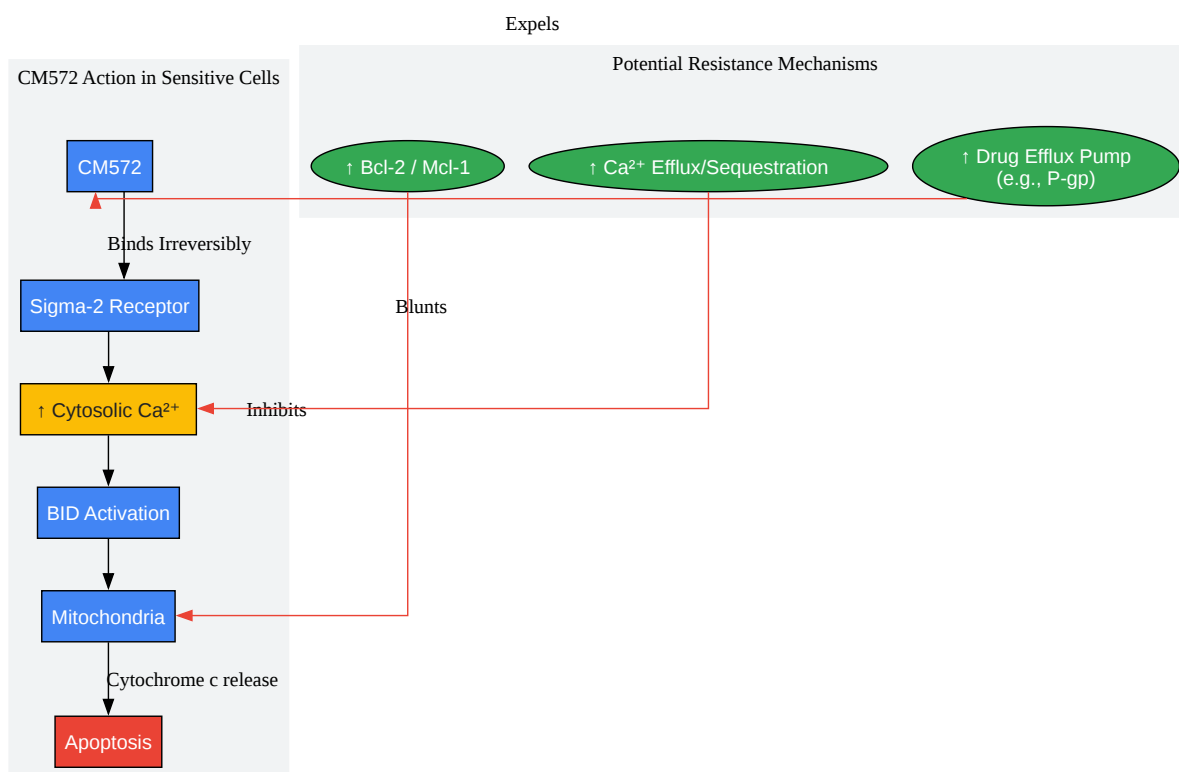 Expels
Potential Resistance Mechanisms
CM572 Action in Sensitive Cells
CM572
↑ Bcl-2 / Mcl-1
↑ Ca²⁺ Efflux/Sequestration
↑ Drug Efflux Pump
(e.g., P-gp)
Binds Irreversibly
Sigma-2 Receptor
Blunts
↑ Cytosolic Ca²⁺
Inhibits
BID Activation
Mitochondria
Cytochrome c release
Apoptosis